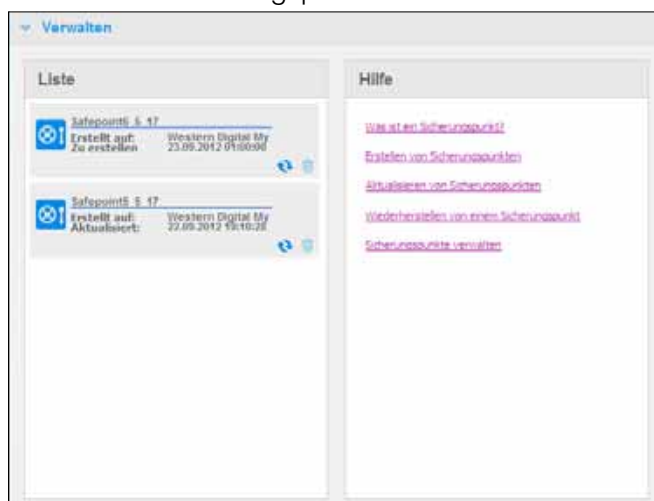 Verwalten
Liste
Safepoint5_5_17
Erstellt auf: Western Digital My
Zu erstellen 23.09.2012 01:00:00
Safepoint5_5_17
Erstellt auf: Western Digital My
Aktualisiert: 22.09.2012 19:10:28
Hilfe
Was ist ein Sicherungspunkt?
Erstellen von Sicherungspunkten
Aktualisieren von Sicherungspunkten
Wiederherstellen von einem Sicherungspunkt
Sicherungspunkte verwalten